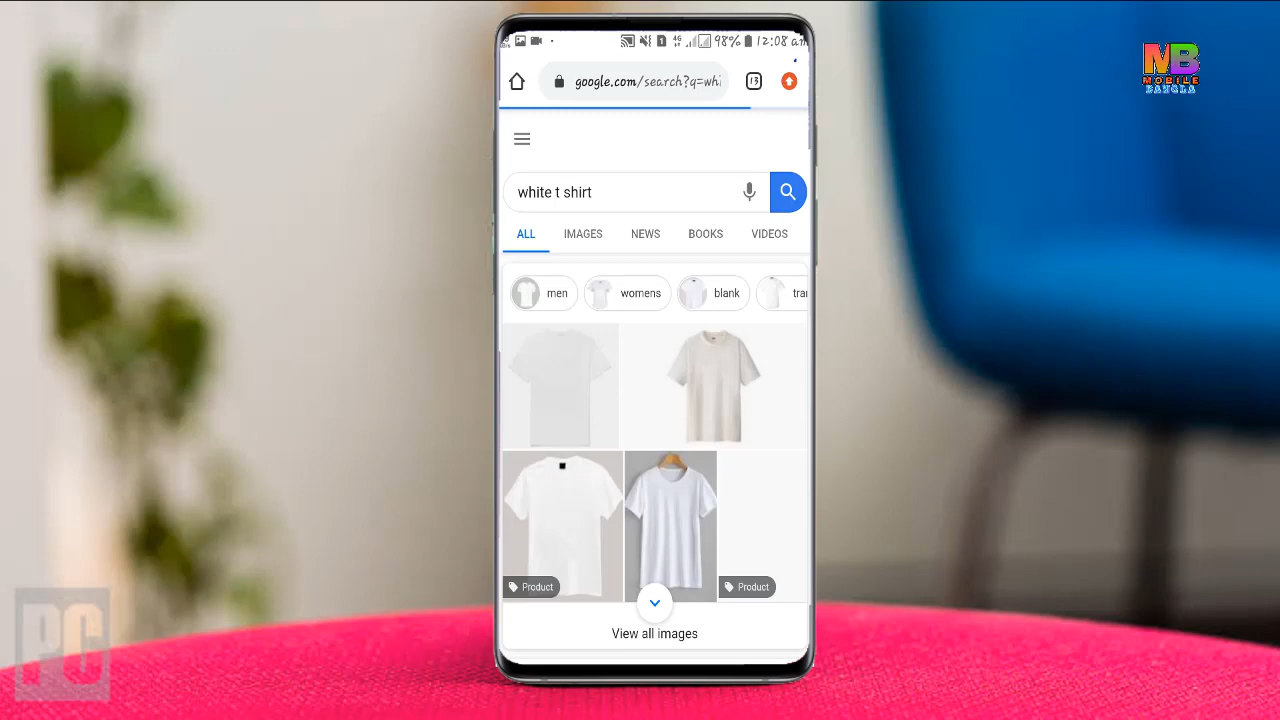 98% 12:08 am
google.com/search?q=whi
13
white t shirt
ALL IMAGES NEWS BOOKS VIDEOS
men womens blank tra
Product
Product
View all images
MB
MOBILE
BANGLA
PC